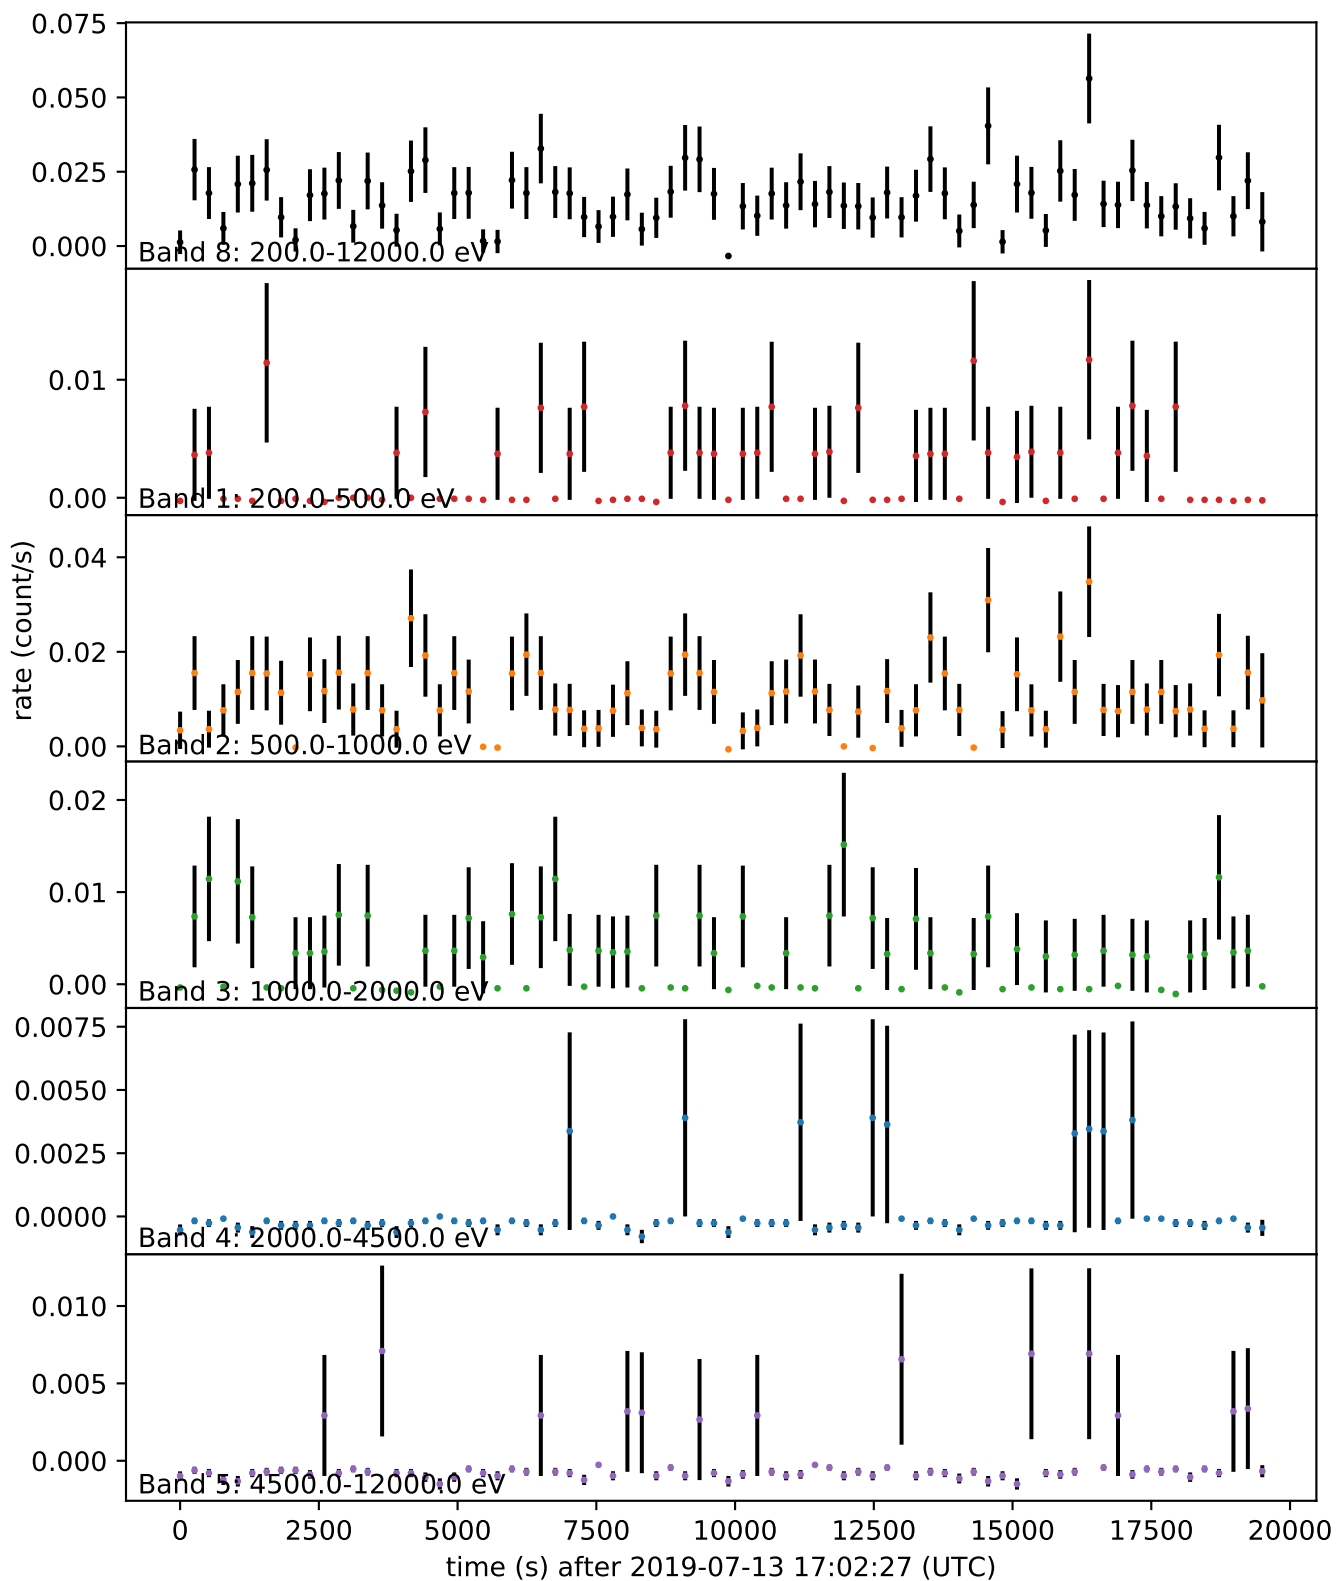 0.075
0.050
0.025
0.000
Band 8: 200.0-12000.0 eV
0.01
0.00
Band 1: 200.0-500.0 eV
0.04
0.02
0.00
Band 2: 500.0-1000.0 eV
rate (count/s)
0.02
0.01
0.00
Band 3: 1000.0-2000.0 eV
0.0075
0.0050
0.0025
0.0000
Band 4: 2000.0-4500.0 eV
0.010
0.005
0.000
Band 5: 4500.0-12000.0 eV
0 2500 5000 7500 10000 12500 15000 17500 20000
time (s) after 2019-07-13 17:02:27 (UTC)